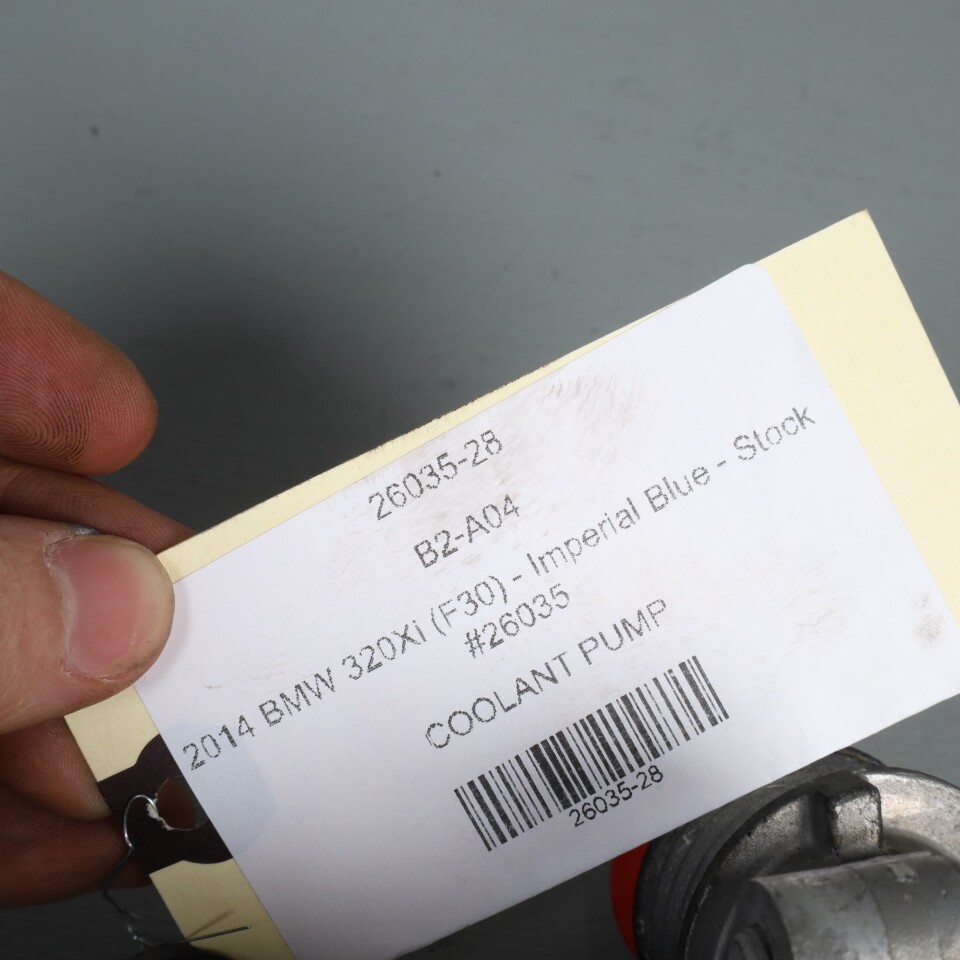 26035-28
B2-A04
2014 BMW 320Xi (F30) - Imperial Blue - Stock
#26035
COOLANT PUMP
26035-28